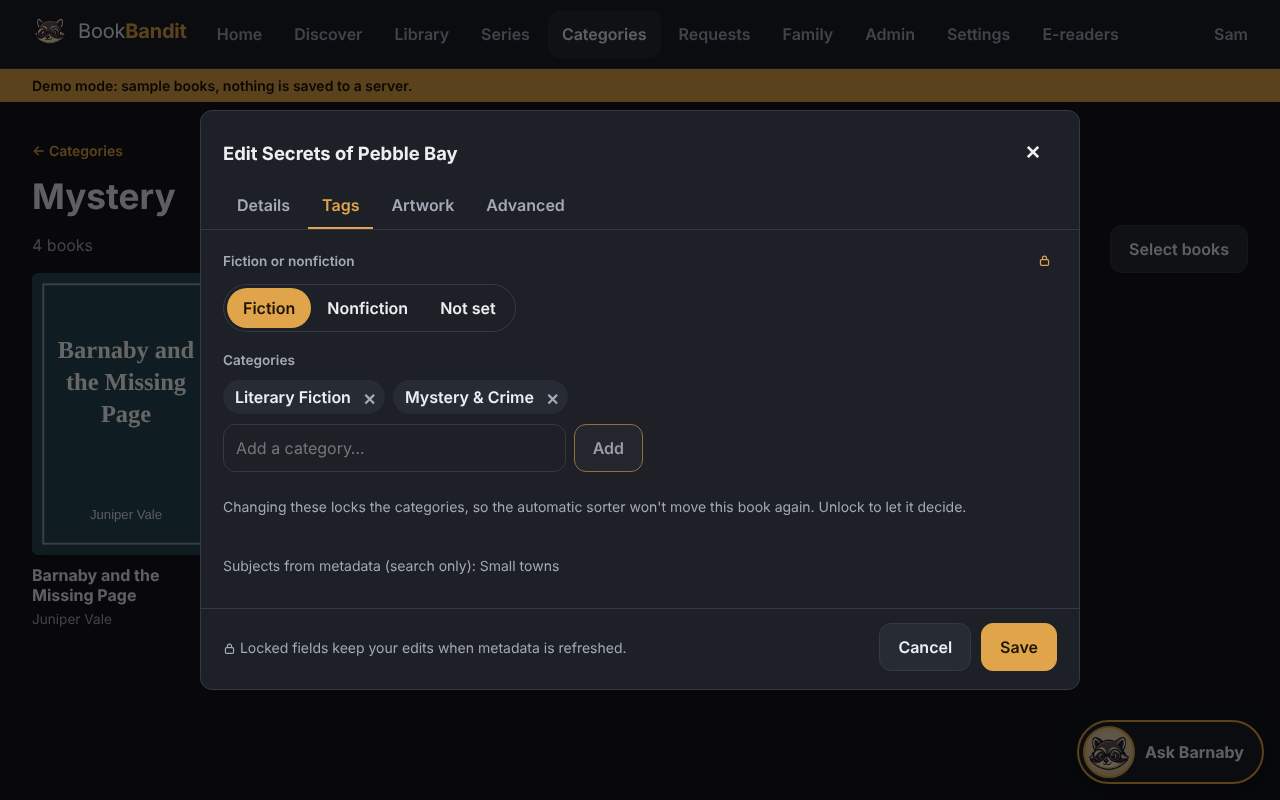 BookBandit
Home
Discover
Library
Series
Categories
Requests
Family
Admin
Settings
E-readers
Sam
Demo mode: sample books, nothing is saved to a server.
← Categories
Mystery
4 books
Select books
Barnaby and
the Missing
Page
Juniper Vale
Barnaby and the
Missing Page
Juniper Vale
Edit Secrets of Pebble Bay
Details
Tags
Artwork
Advanced
Fiction or nonfiction
Fiction
Nonfiction
Not set
Categories
Literary Fiction ×
Mystery & Crime ×
Add a category...
Add
Changing these locks the categories, so the automatic sorter won't move this book again. Unlock to let it decide.
Subjects from metadata (search only): Small towns
Locked fields keep your edits when metadata is refreshed.
Cancel
Save
Ask Barnaby